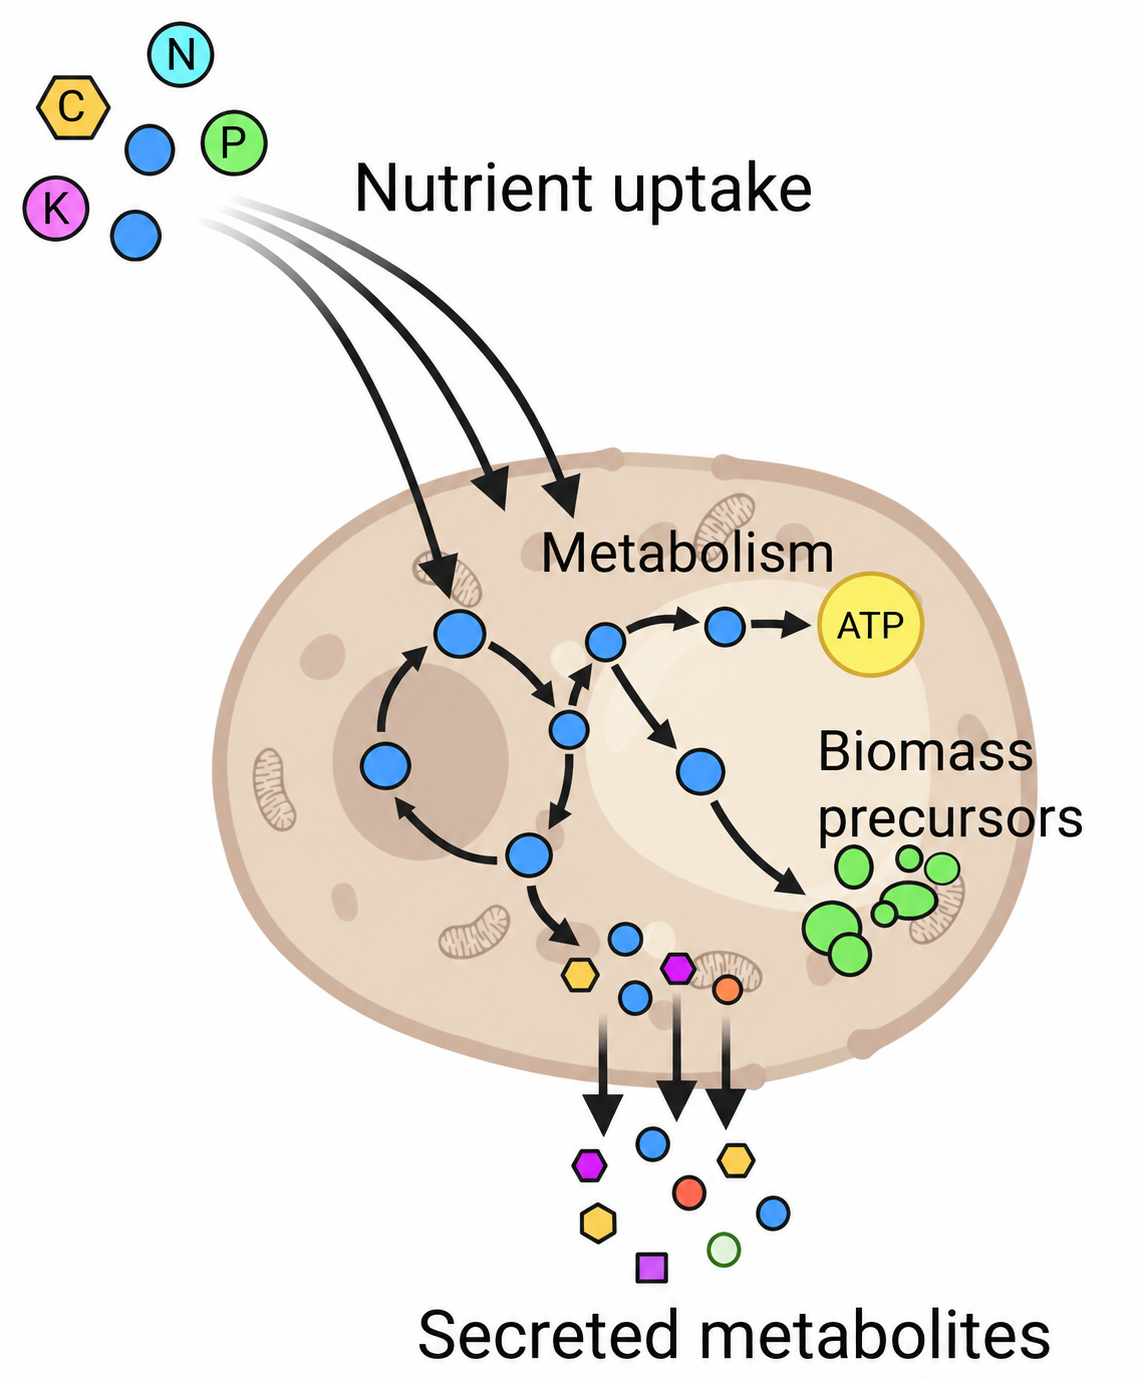 N
C
P
K
Nutrient uptake
Metabolism
ATP
Biomass
precursors
Secreted metabolites